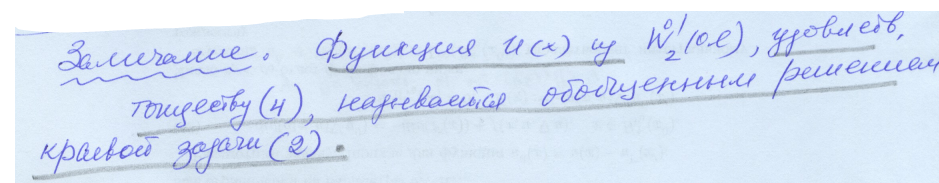 Замечание. Функция u(x) из W̊₂¹(0,l), удовлетв.
тождеству (4), называется обобщенным решением
краевой задачи (2).